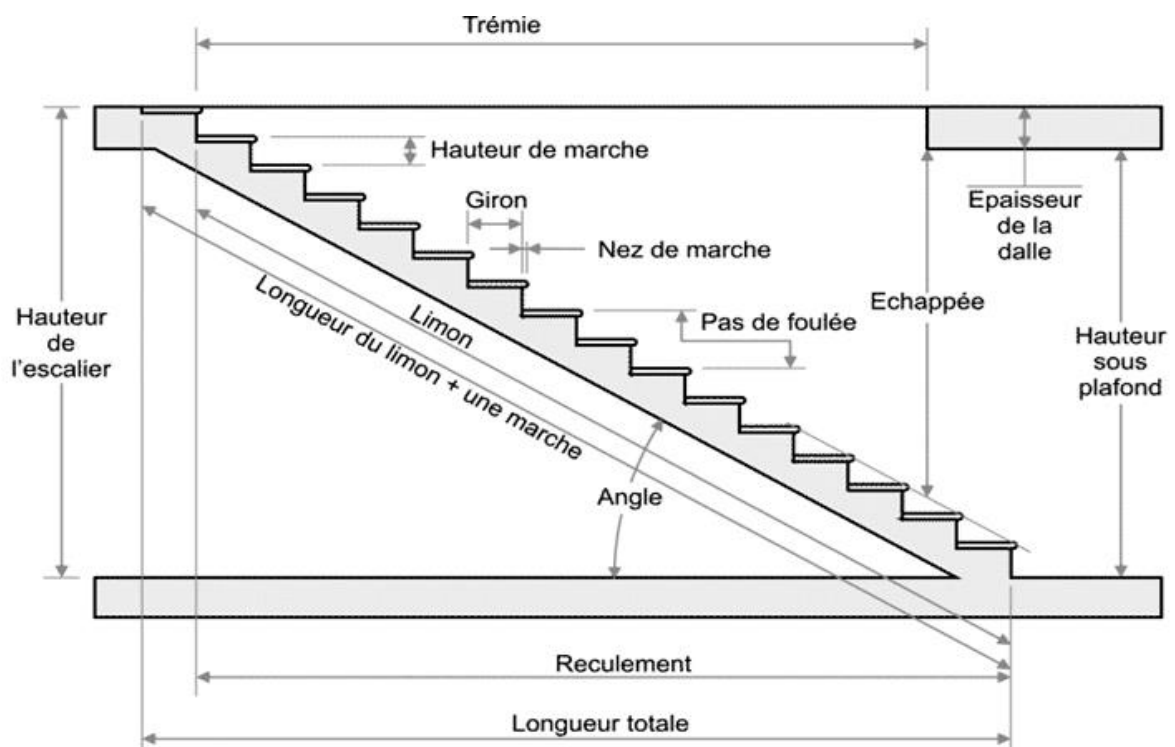 Trémie
Hauteur de marche
Giron
Nez de marche
Epaisseur
de la
dalle
Echappée
Pas de foulée
Hauteur
de
l'escalier
Limon
Longueur du limon + une marche
Hauteur
sous
plafond
Angle
Reculement
Longueur totale